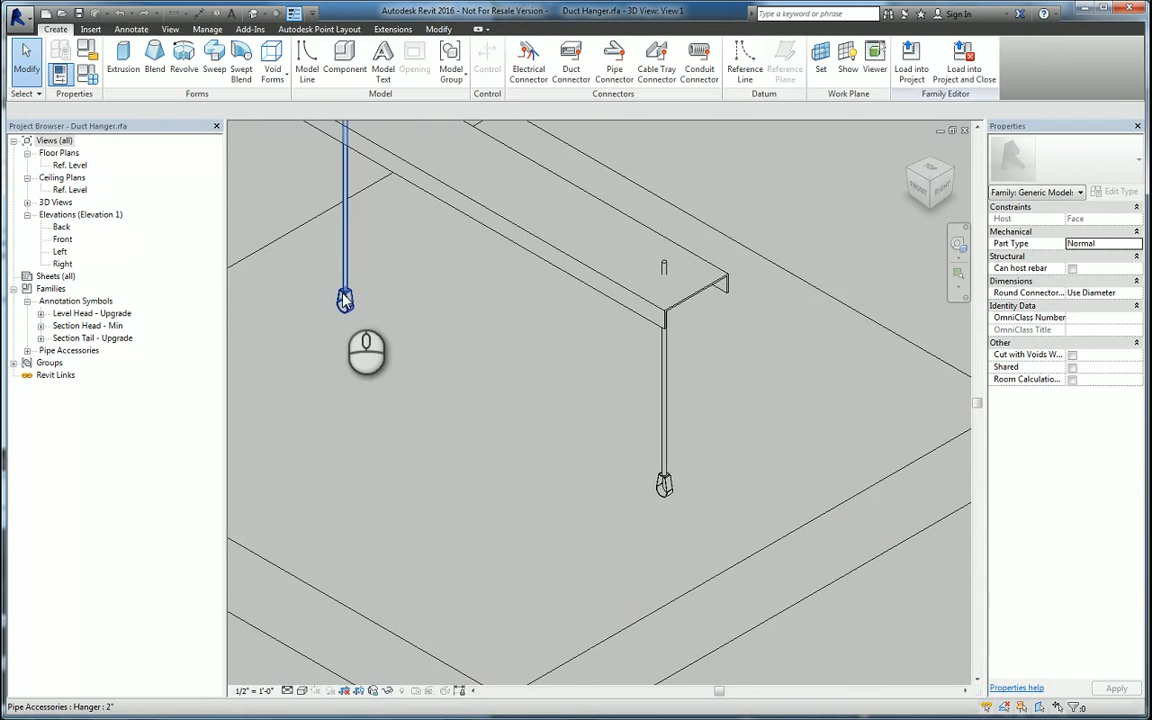 Autodesk Revit 2016 - Not For Resale Version -    Duct Hanger.rfa - 3D View: View 1
Type a keyword or phrase
Sign In
Create Insert Annotate View Manage Add-Ins Autodesk Point Layout Extensions Modify
Modify
Extrusion Blend Revolve Sweep Swept Blend Void Forms
Model Line Component Model Text Opening Model Group
Control
Electrical Connector Duct Connector Pipe Connector Cable Tray Connector Conduit Connector
Reference Line Reference Plane
Set Show Viewer
Load into Project Load into Project and Close
Select Properties Forms Model Control Connectors Datum Work Plane Family Editor
Project Browser - Duct Hanger.rfa
Views (all)
Floor Plans
Ref. Level
Ceiling Plans
Ref. Level
3D Views
Elevations (Elevation 1)
Back
Front
Left
Right
Sheets (all)
Families
Annotation Symbols
Level Head - Upgrade
Section Head - Min
Section Tail - Upgrade
Pipe Accessories
Groups
Revit Links
TOP
FRONT
RIGHT
Properties
Family: Generic Model:
Edit Type
Constraints
Host Face
Mechanical
Part Type Normal
Structural
Can host rebar
Dimensions
Round Connector... Use Diameter
Identity Data
OmniClass Number
OmniClass Title
Other
Cut with Voids W...
Shared
Room Calculatio...
Properties help
Apply
1/2" = 1'-0"
Pipe Accessories : Hanger : 2"
:0